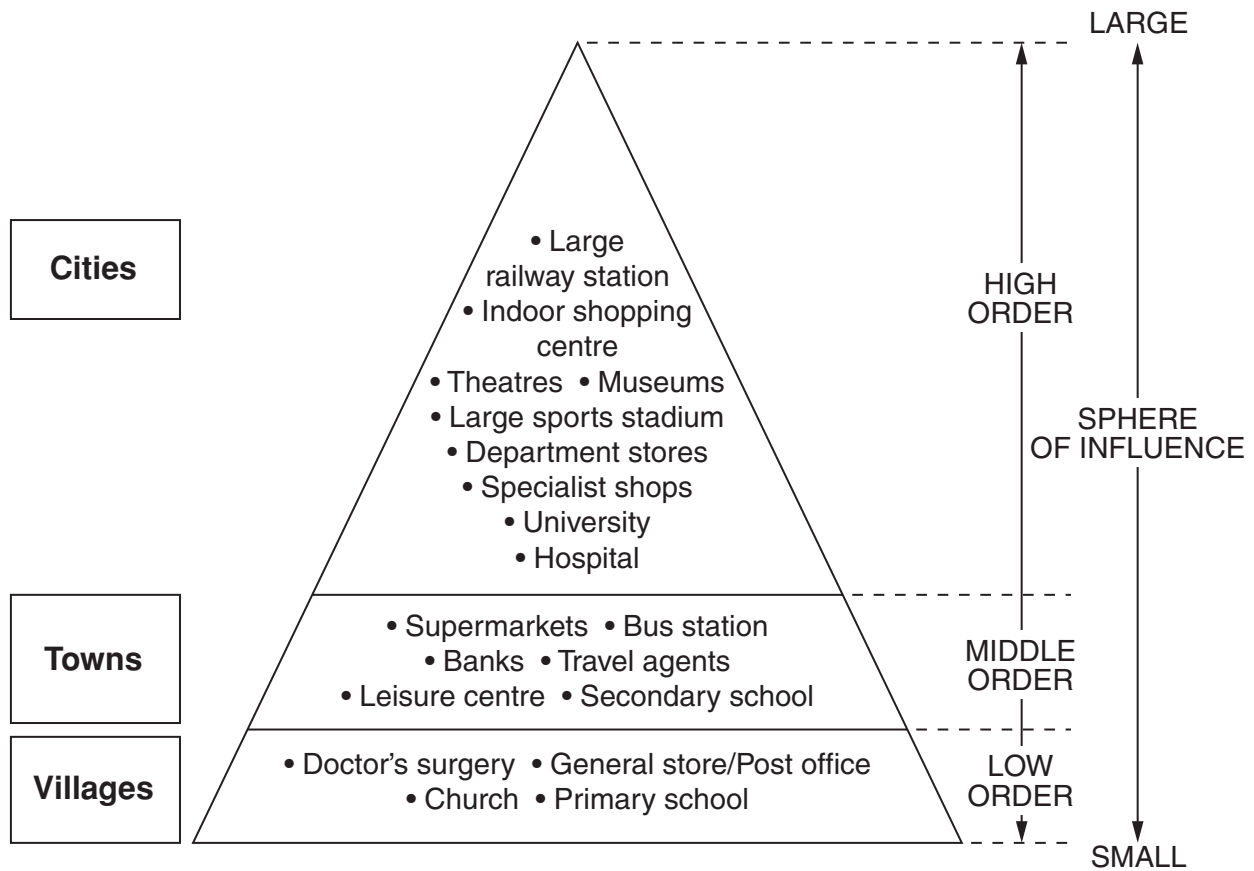 LARGE
Cities
• Large
railway station
• Indoor shopping
centre
• Theatres • Museums
• Large sports stadium
• Department stores
• Specialist shops
• University
• Hospital
HIGH
ORDER
SPHERE
OF INFLUENCE
Towns
• Supermarkets • Bus station
• Banks • Travel agents
• Leisure centre • Secondary school
MIDDLE
ORDER
Villages
• Doctor's surgery • General store/Post office
• Church • Primary school
LOW
ORDER
SMALL